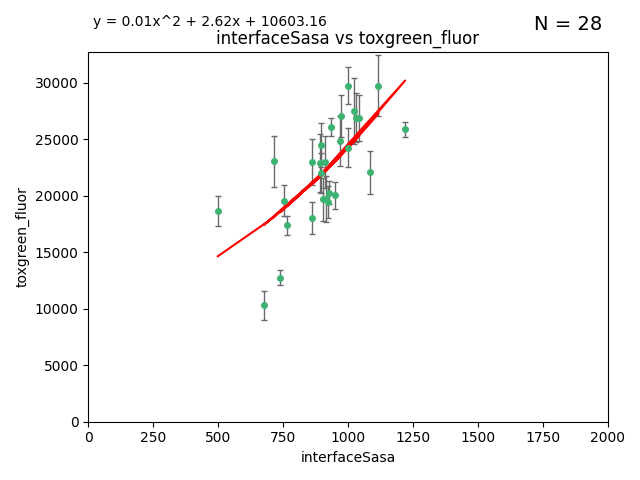 y = 0.01x^2 + 2.62x + 10603.16
N = 28
interfaceSasa vs toxgreen_fluor
toxgreen_fluor
30000
25000
20000
15000
10000
5000
0
0 250 500 750 1000 1250 1500 1750 2000
interfaceSasa